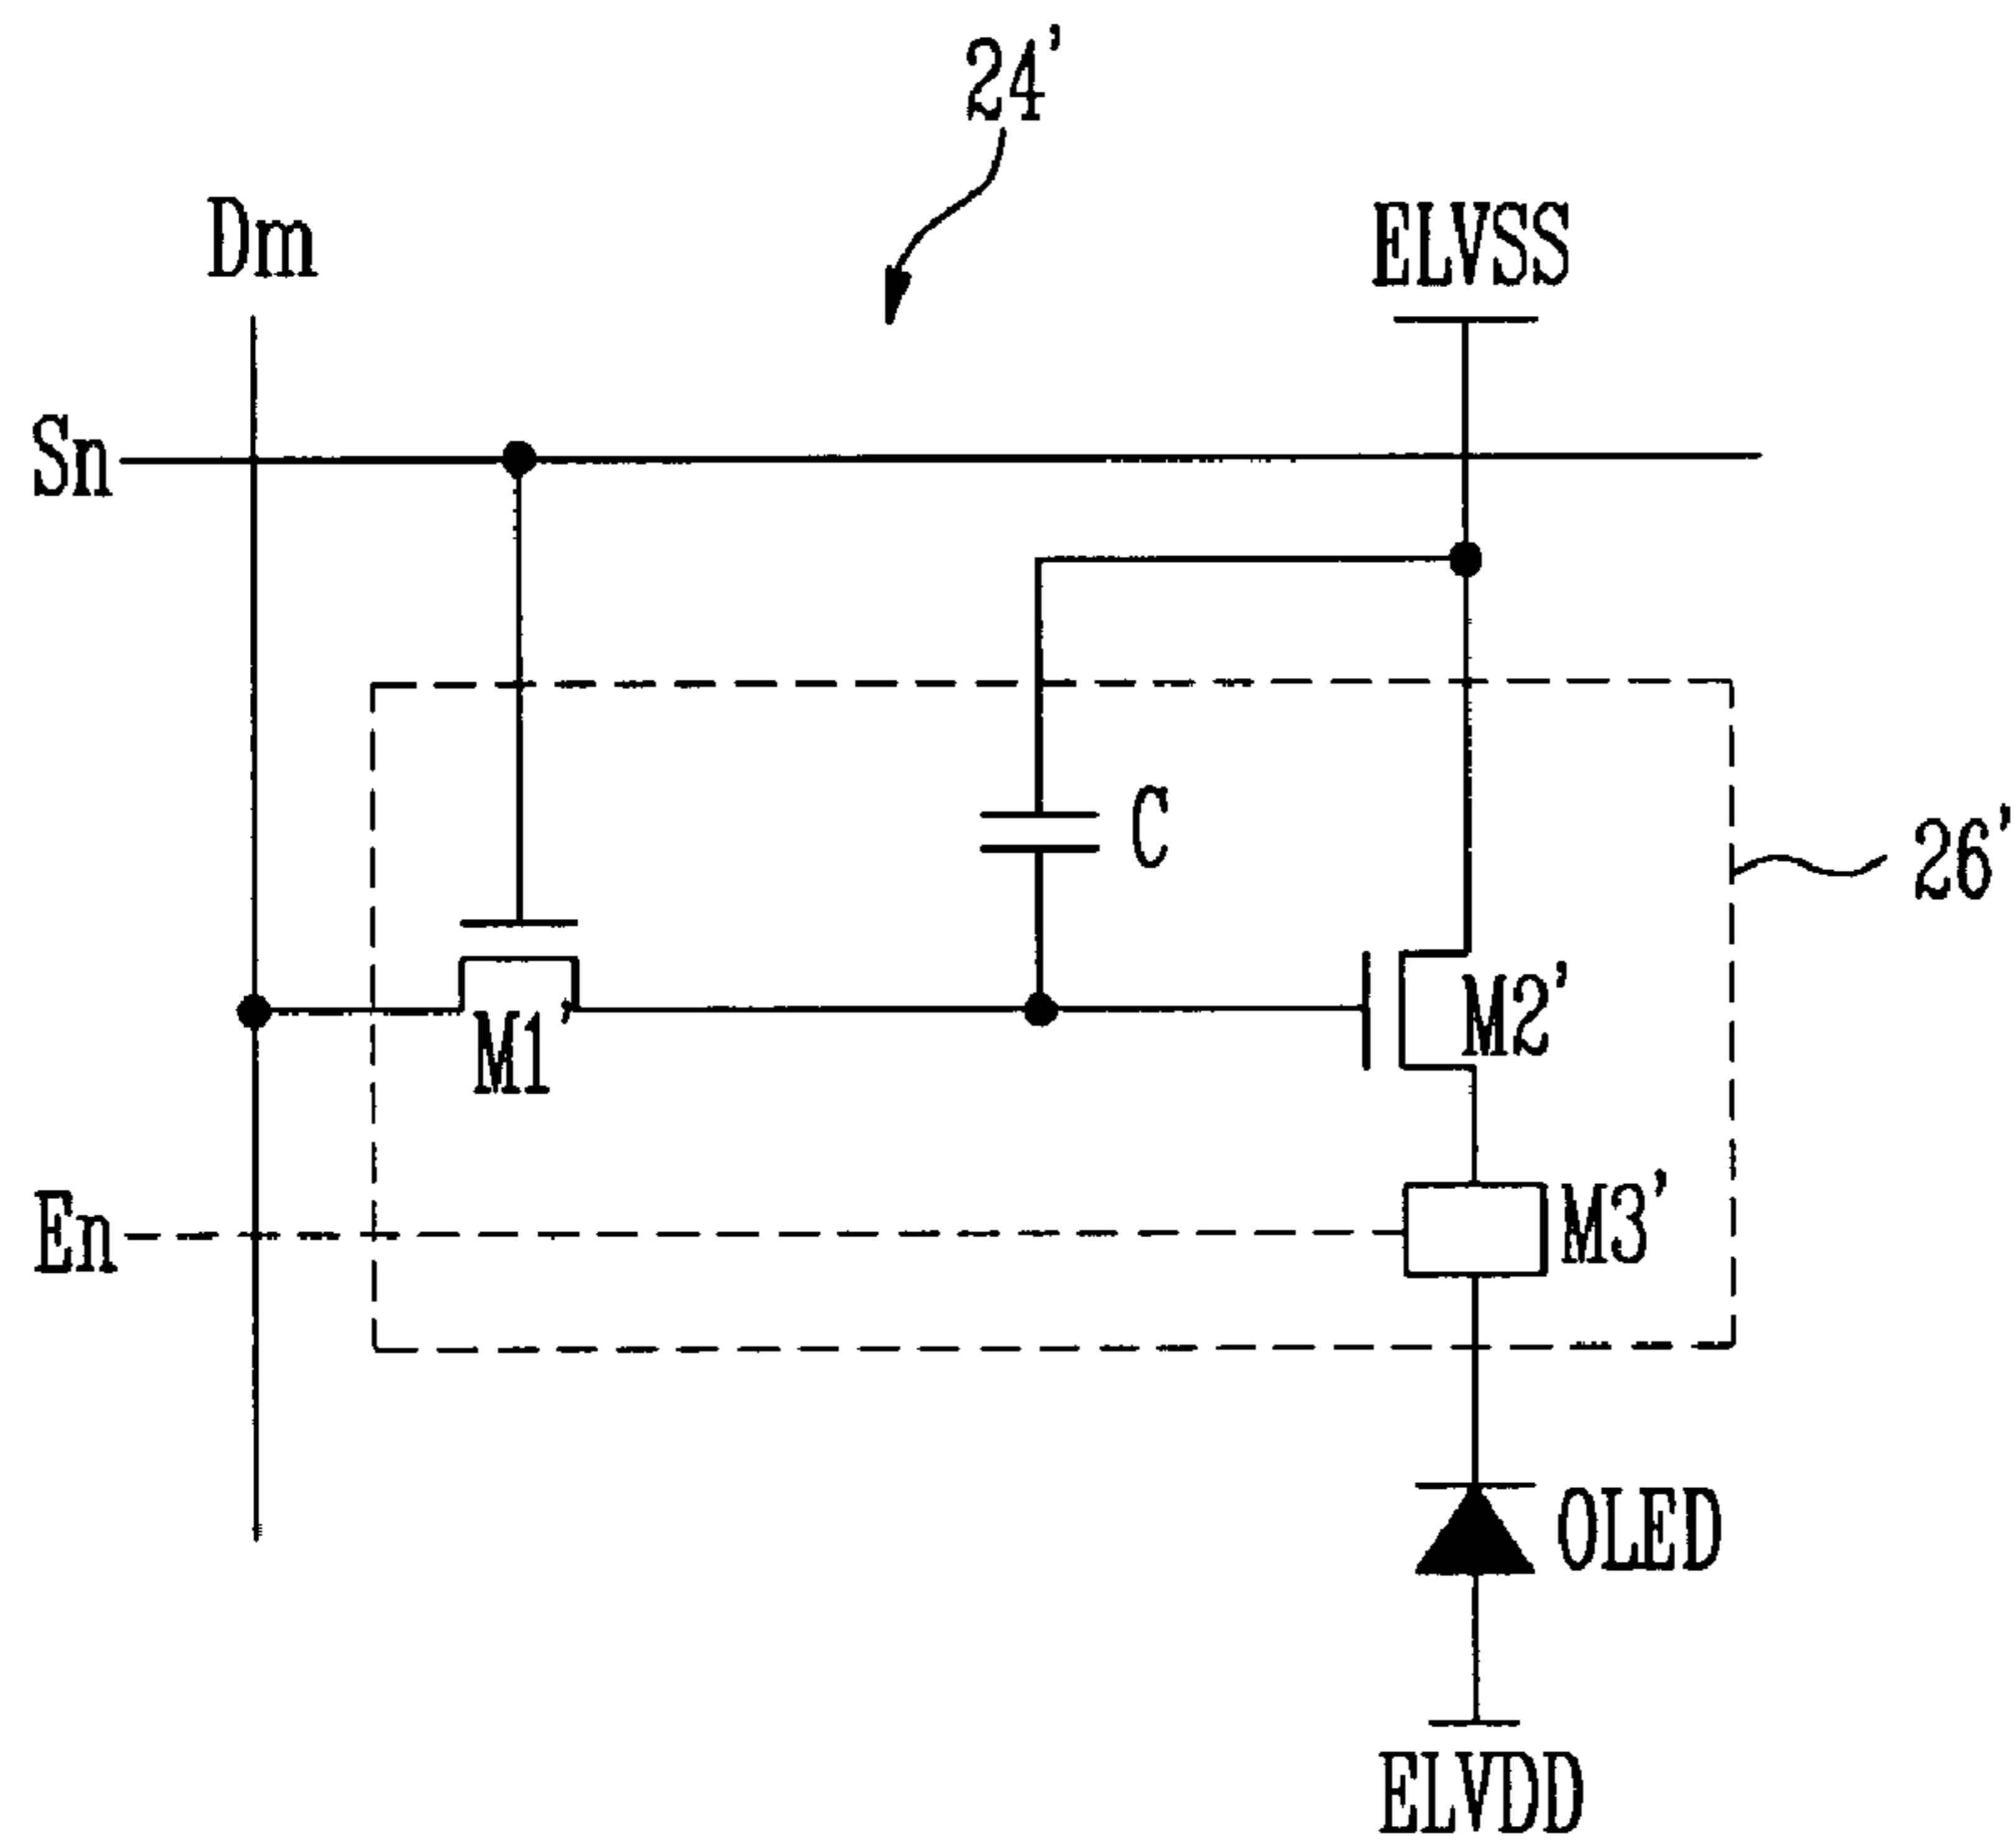 24'
Dm
ELVSS
Sn
C
26'
M1'
M2'
En
M3'
OLED
ELVDD